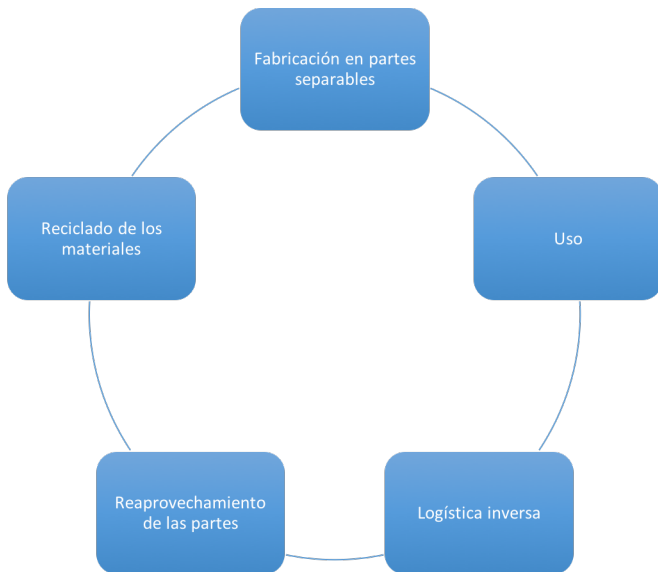 Fabricación en partes
separables
Uso
Logística inversa
Reaprovechamiento
de las partes
Reciclado de los
materiales